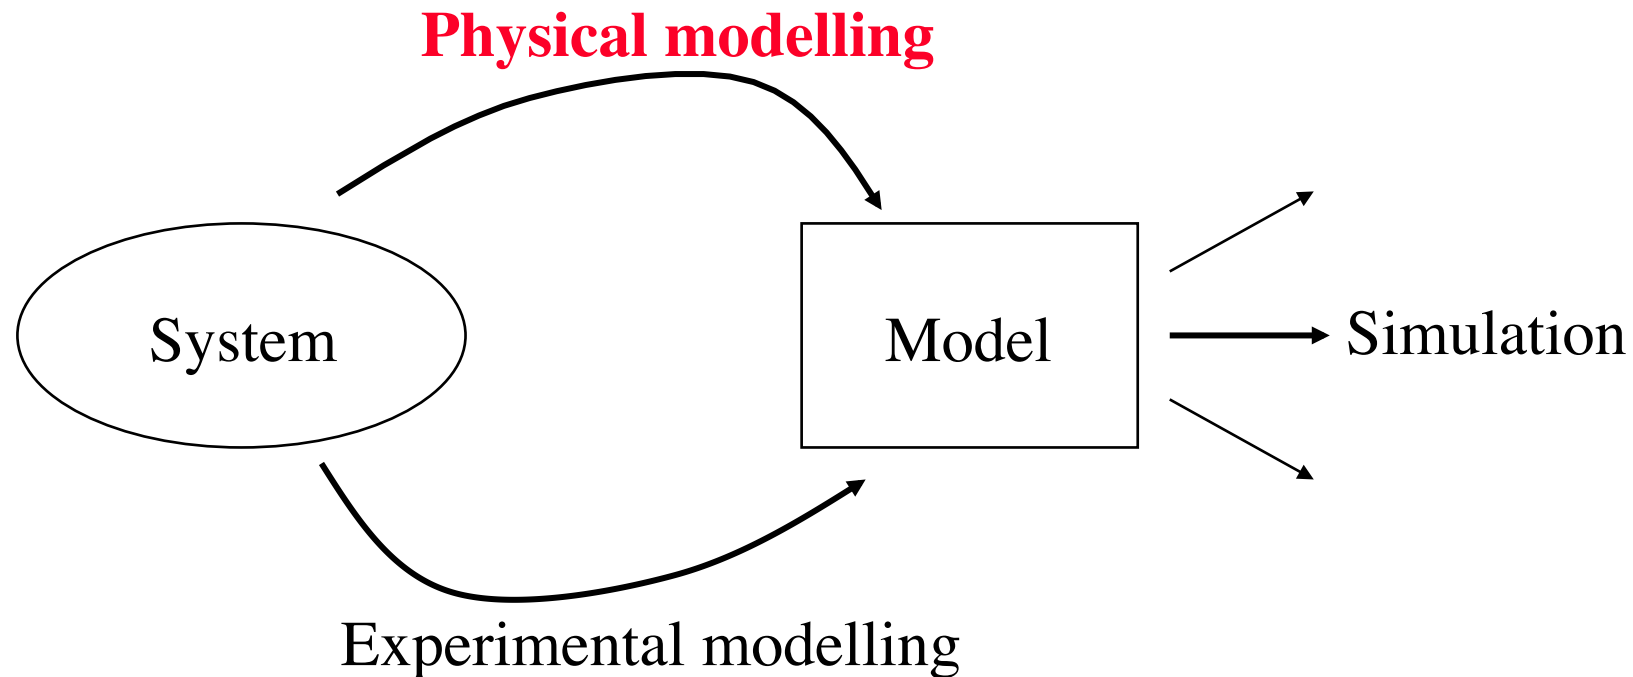 Physical modelling
System
Model
Simulation
Experimental modelling